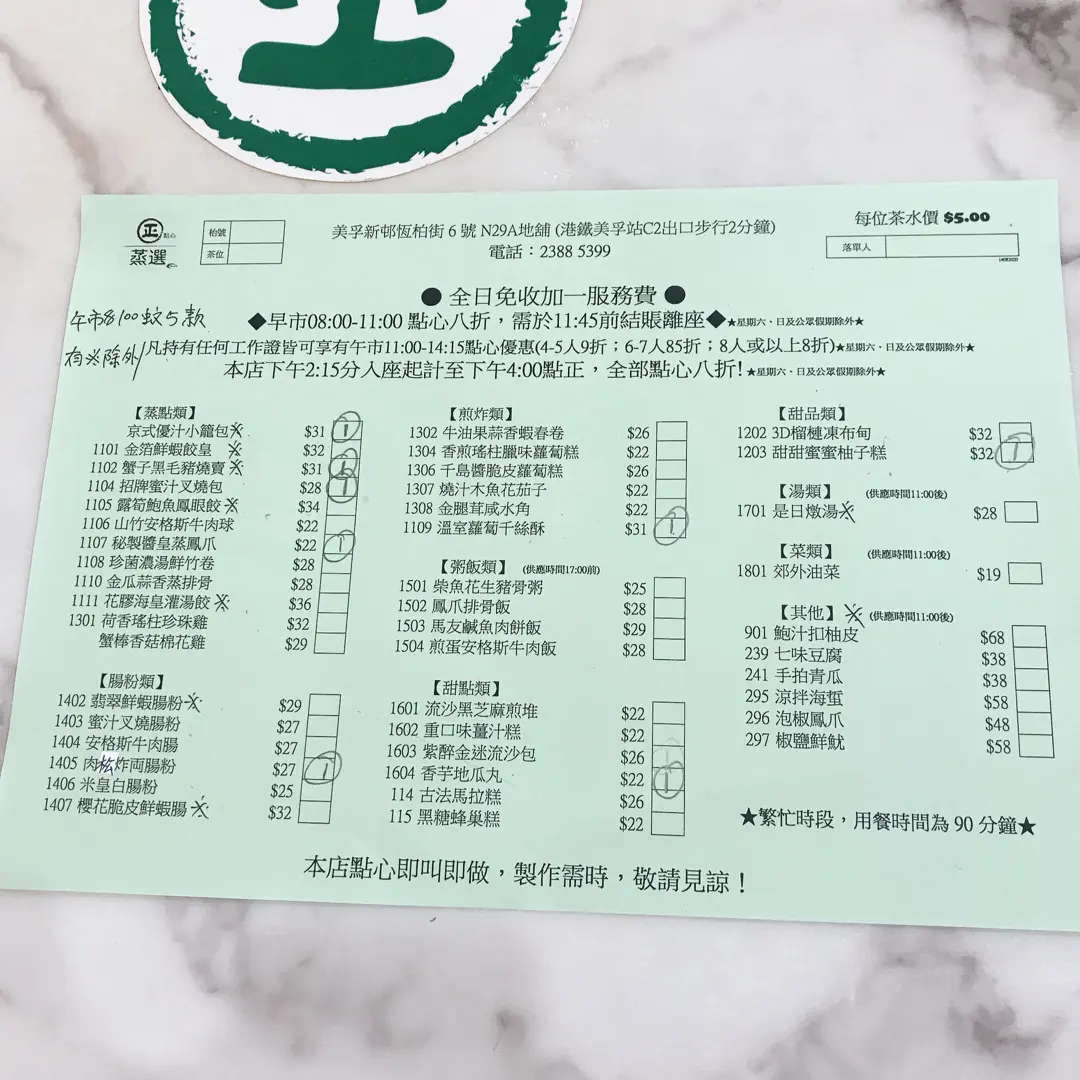 正 點心
蒸選
枱號
茶位
美孚新邨恆柏街 6 號 N29A地舖 (港鐵美孚站C2出口步行2分鐘)
電話：2388 5399
每位茶水價 $5.00
落單人
● 全日免收加一服務費 ●
午市$100蚊5款
有※除外
◆早市08:00-11:00 點心八折，需於11:45前結賬離座◆★星期六、日及公眾假期除外★
凡持有任何工作證皆可享有午市11:00-14:15點心優惠(4-5人9折；6-7人85折；8人或以上8折)★星期六、日及公眾假期除外★
本店下午2:15分入座起計至下午4:00點正，全部點心八折!★星期六、日及公眾假期除外★
【蒸點類】
京式優汁小籠包※ $31 1
1101 金箔鮮蝦餃皇 ※ $32
1102 蟹子黑毛豬燒賣※ $31 1
1104 招牌蜜汁叉燒包 $28 1
1105 露筍鮑魚鳳眼餃※ $34
1106 山竹安格斯牛肉球 $22
1107 秘製醬皇蒸鳳爪 $22 1
1108 珍菌濃湯鮮竹卷 $28
1110 金瓜蒜香蒸排骨 $28
1111 花膠海皇灌湯餃※ $36
1301 荷香瑤柱珍珠雞 $32
蟹棒香菇棉花雞 $29
【腸粉類】
1402 翡翠鮮蝦腸粉※ $29
1403 蜜汁叉燒腸粉 $27
1404 安格斯牛肉腸 $27
1405 肉松炸両腸粉 $27 1
1406 米皇白腸粉 $25
1407 櫻花脆皮鮮蝦腸※ $32
【煎炸類】
1302 牛油果蒜香蝦春卷 $26
1304 香煎瑤柱臘味蘿蔔糕 $22
1306 千島醬脆皮蘿蔔糕 $26
1307 燒汁木魚花茄子 $22
1308 金腿茸咸水角 $22
1109 溫室蘿蔔千絲酥 $31 1
【粥飯類】 (供應時間17:00前)
1501 柴魚花生豬骨粥 $25
1502 鳳爪排骨飯 $28
1503 馬友鹹魚肉餅飯 $29
1504 煎蛋安格斯牛肉飯 $28
【甜點類】
1601 流沙黑芝麻煎堆 $22
1602 重口味薑汁糕 $22
1603 紫醉金迷流沙包 $26
1604 香芋地瓜丸 $22 1
114 古法馬拉糕 $26
115 黑糖蜂巢糕 $22
【甜品類】
1202 3D榴槤凍布甸 $32
1203 甜甜蜜蜜柚子糕 $32 1
【湯類】 (供應時間11:00後)
1701 是日燉湯※ $28
【菜類】 (供應時間11:00後)
1801 郊外油菜 $19
【其他】※ (供應時間11:00後)
901 鮑汁扣柚皮 $68
239 七味豆腐 $38
241 手拍青瓜 $38
295 涼拌海蜇 $58
296 泡椒鳳爪 $48
297 椒鹽鮮魷 $58
★繁忙時段，用餐時間為 90 分鐘★
本店點心即叫即做，製作需時，敬請見諒！